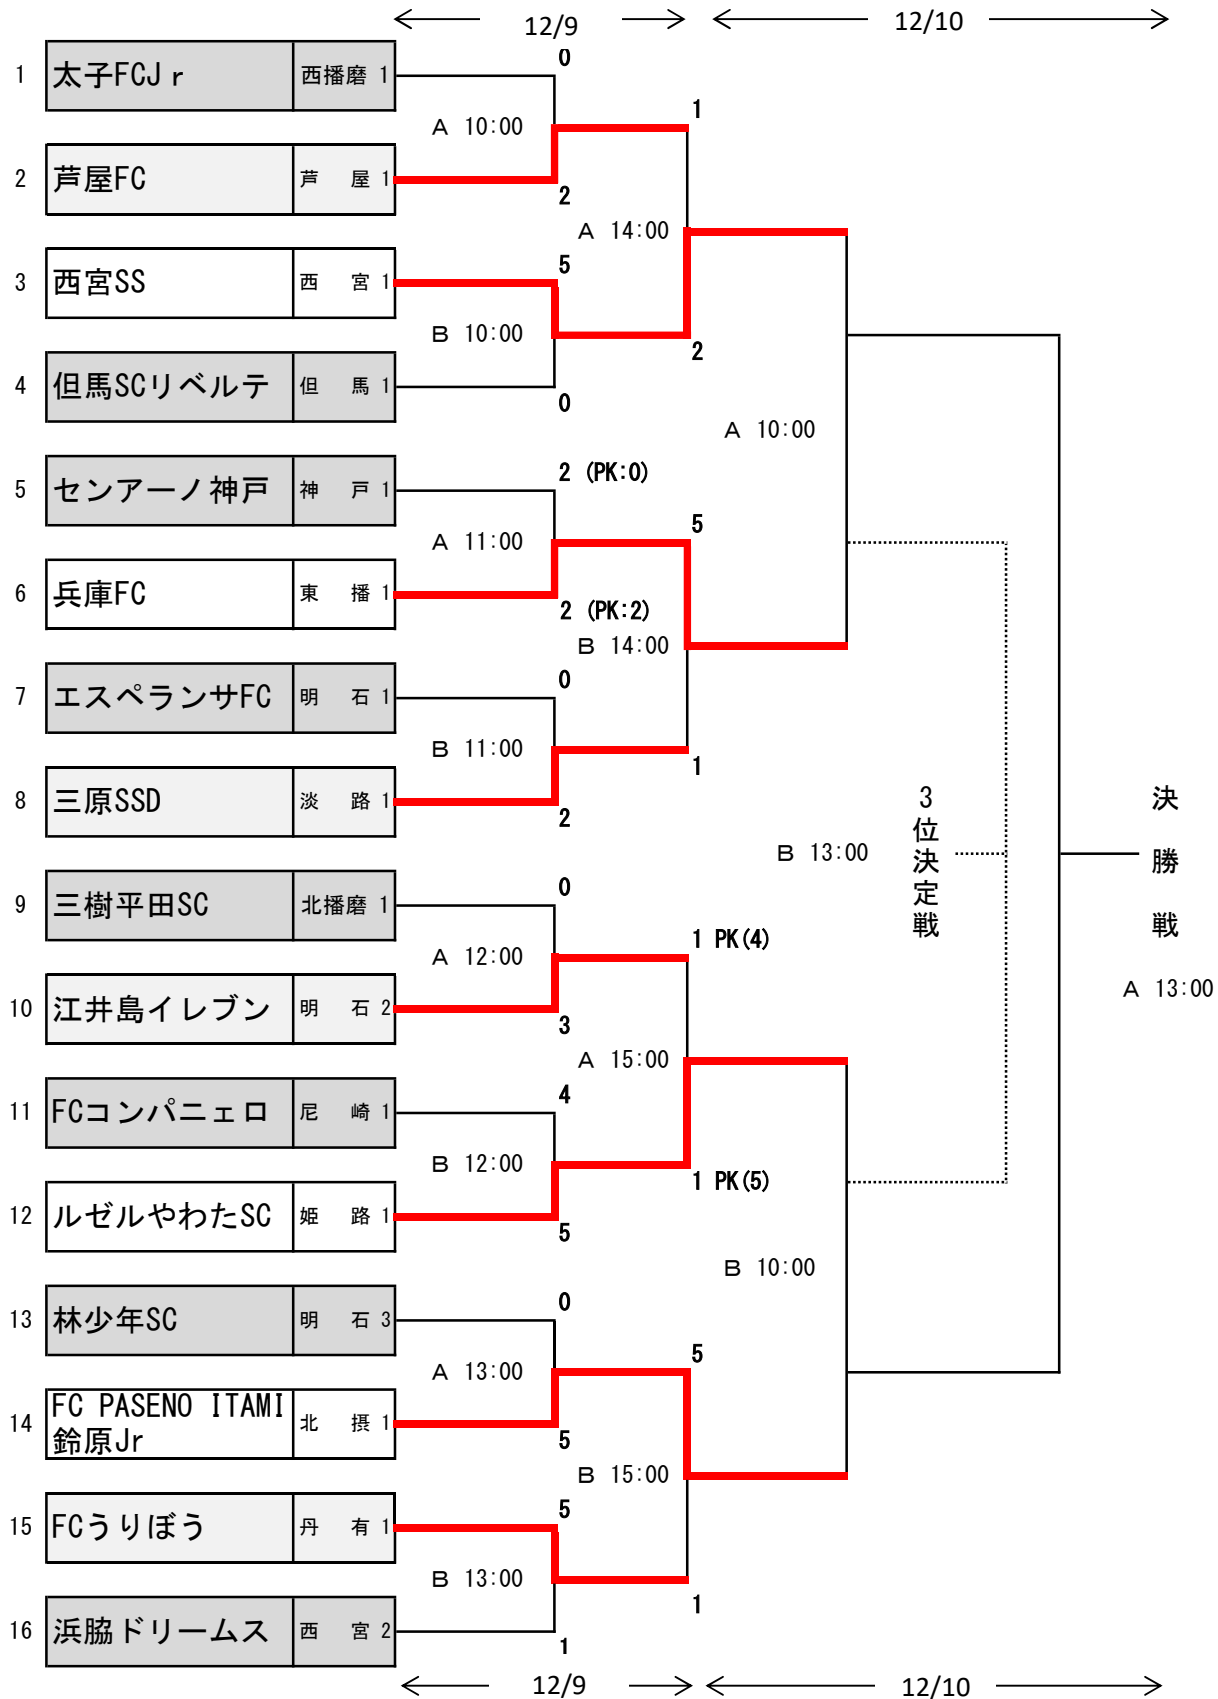 12/9
12/10
1 太子FCJｒ 西播磨 1
0
A 10:00
1
2 芦屋FC 芦 屋 1
2
A 14:00
3 西宮SS 西 宮 1
5
B 10:00
2
4 但馬SCリベルテ 但 馬 1
0
A 10:00
5 センアーノ神戸 神 戸 1
2 (PK:0)
A 11:00
5
6 兵庫FC 東 播 1
2 (PK:2)
B 14:00
7 エスペランサFC 明 石 1
0
B 11:00
1
8 三原SSD 淡 路 1
2
B 13:00
3位決定戦
決勝戦
A 13:00
9 三樹平田SC 北播磨 1
0
A 12:00
1 PK(4)
10 江井島イレブン 明 石 2
3
A 15:00
11 FCコンパニェロ 尼 崎 1
4
B 12:00
1 PK(5)
12 ルゼルやわたSC 姫 路 1
5
B 10:00
13 林少年SC 明 石 3
0
A 13:00
5
14 FC PASENO ITAMI
鈴原Jr 北 摂 1
5
B 15:00
15 FCうりぼう 丹 有 1
5
B 13:00
1
16 浜脇ドリームス 西 宮 2
1
12/9
12/10